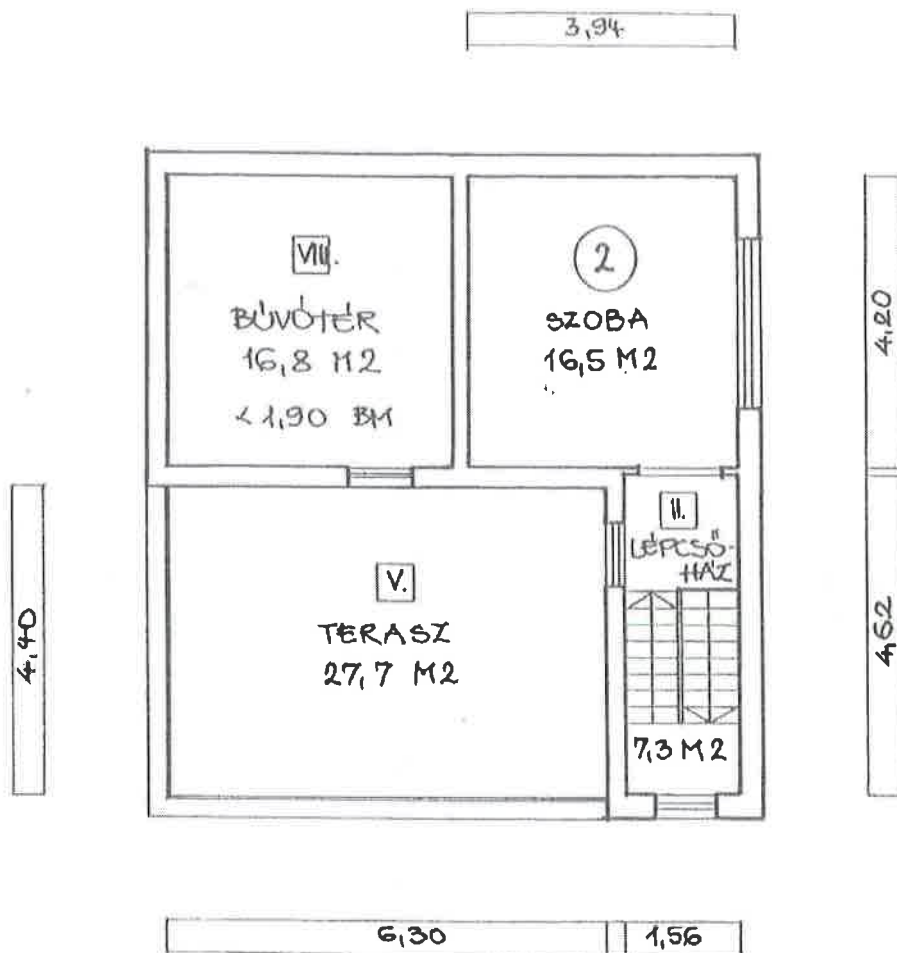 3,94
VIII.
BÚVÓTÉR
16,8 M2
< 1,90 BM
2
SZOBA
16,5 M2
4,20
II.
LÉPCSŐ-
HÁZ
V.
TERASZ
27,7 M2
4,40
4,62
7,3 M2
6,30
1,56